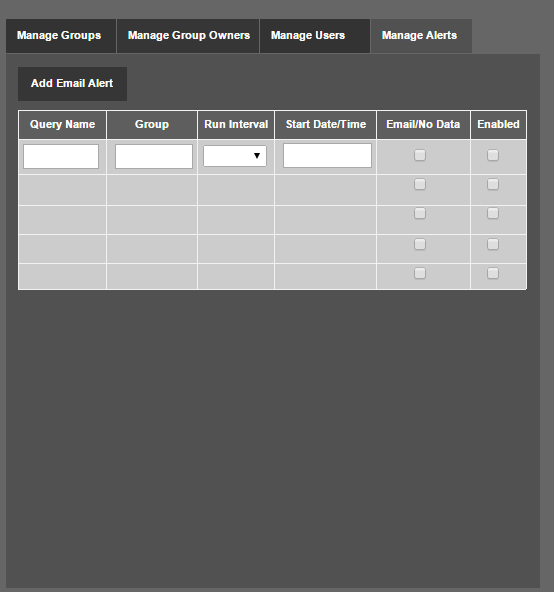 Manage Groups Manage Group Owners Manage Users Manage Alerts
Add Email Alert
Query Name Group Run Interval Start Date/Time Email/No Data Enabled